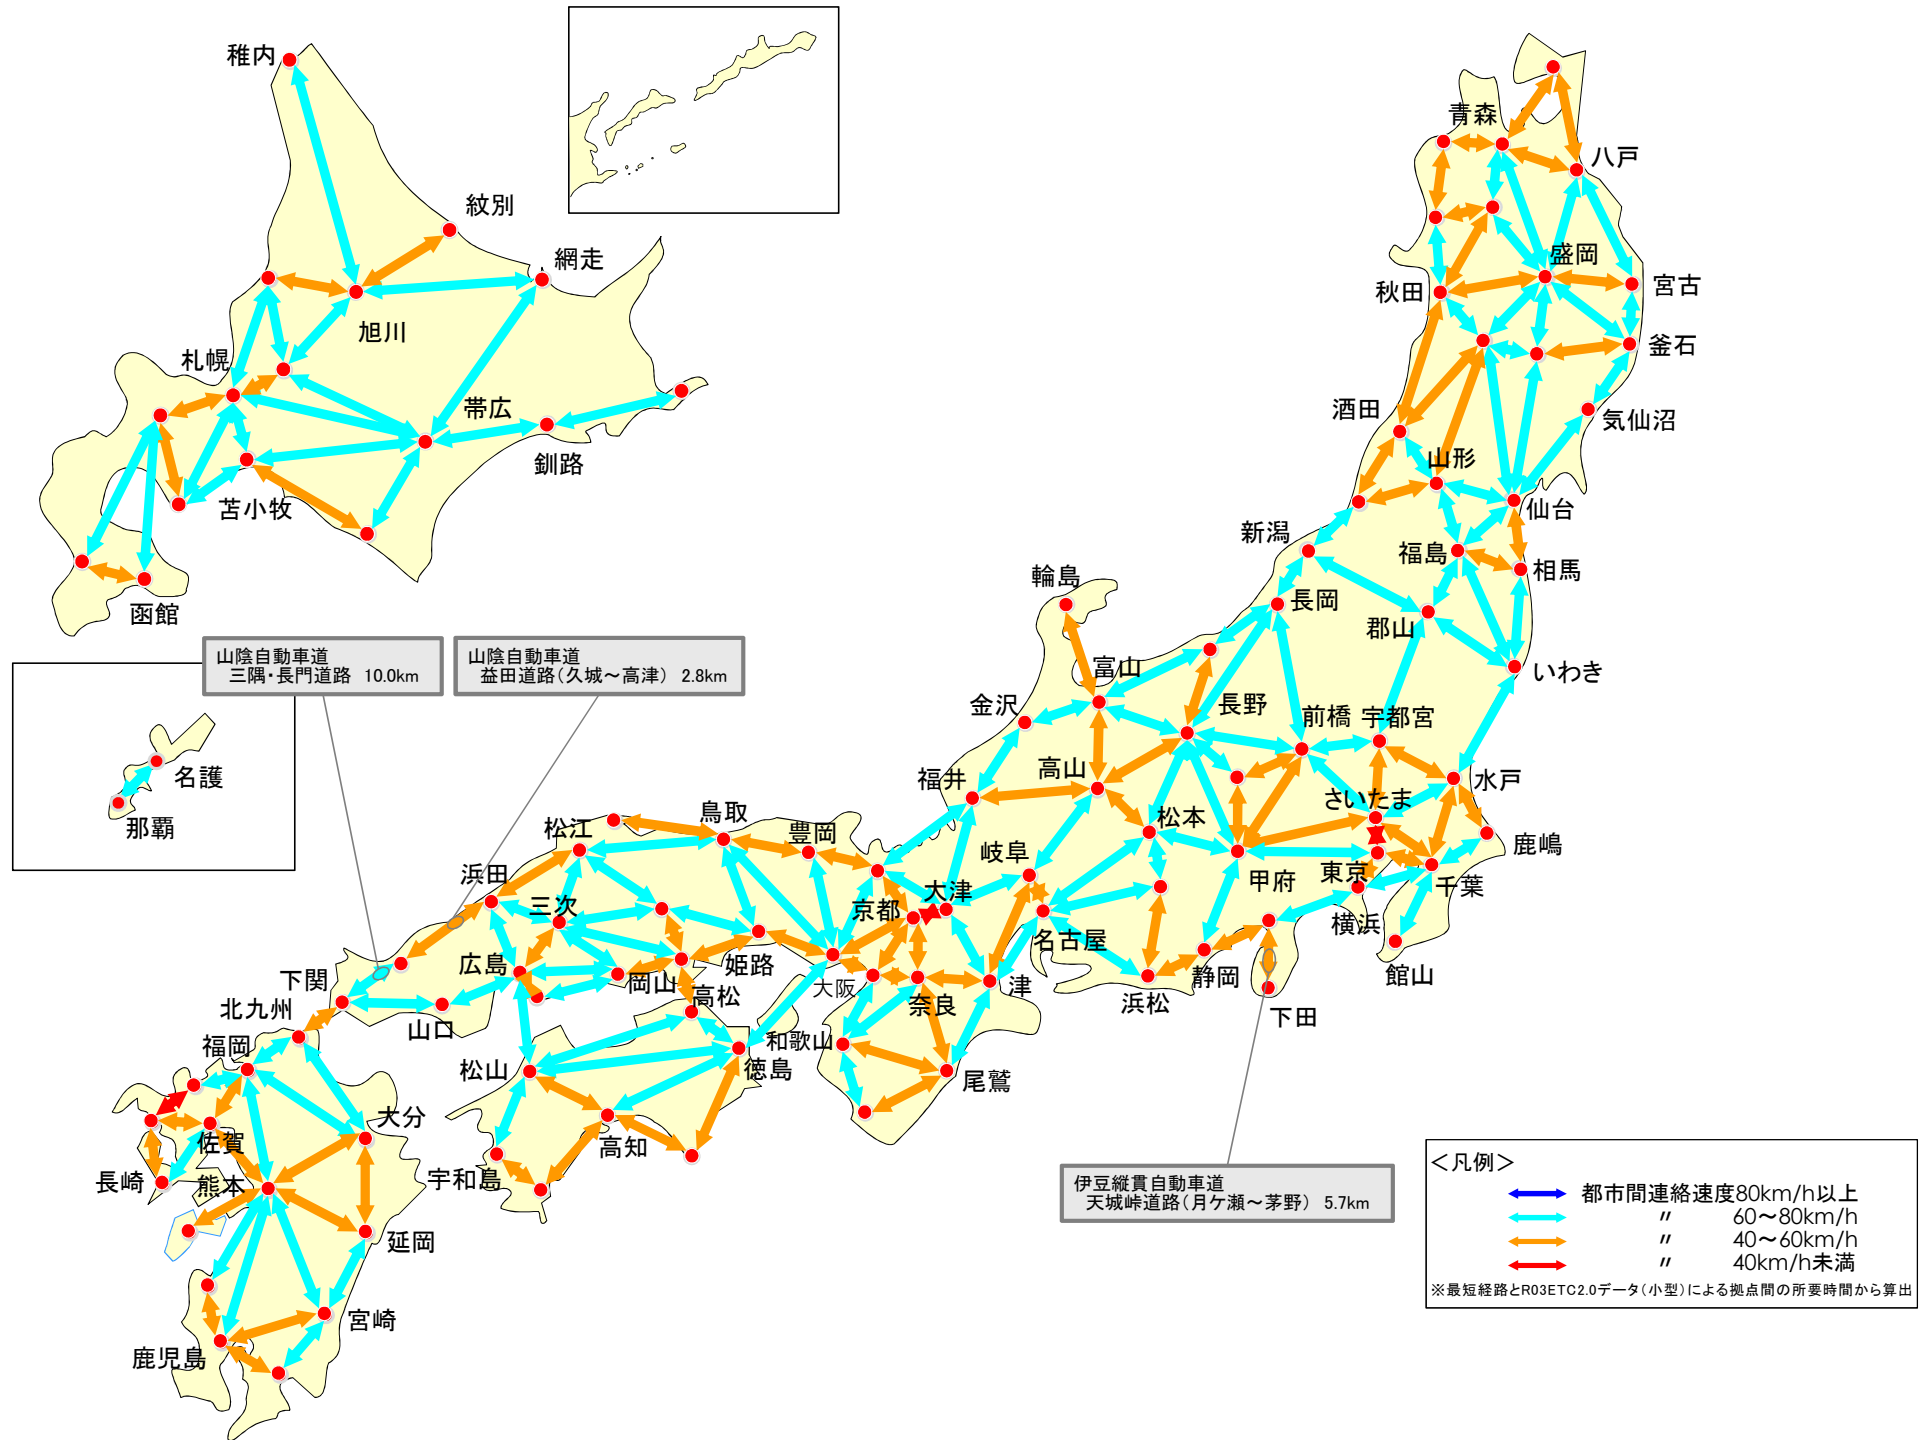 稚内
紋別
網走
旭川
札幌
帯広
釧路
苫小牧
函館
青森
八戸
盛岡
宮古
秋田
釜石
酒田
気仙沼
山形
仙台
新潟
福島
相馬
輪島
長岡
郡山
いわき
富山
金沢
長野
前橋
宇都宮
水戸
福井
高山
さいたま
松本
鹿嶋
岐阜
甲府
東京
千葉
横浜
名古屋
静岡
館山
浜松
下田
山陰自動車道
三隅・長門道路 10.0km
山陰自動車道
益田道路(久城～高津) 2.8km
名護
那覇
鳥取
豊岡
松江
浜田
三次
大津
京都
下関
広島
姫路
岡山
大阪
奈良
津
北九州
山口
高松
福岡
和歌山
松山
徳島
尾鷲
大分
佐賀
高知
長崎
熊本
宇和島
延岡
宮崎
鹿児島
伊豆縦貫自動車道
天城峠道路(月ケ瀬～茅野) 5.7km
＜凡例＞
都市間連絡速度80km/h以上
〃 60～80km/h
〃 40～60km/h
〃 40km/h未満
※最短経路とR03ETC2.0データ(小型)による拠点間の所要時間から算出